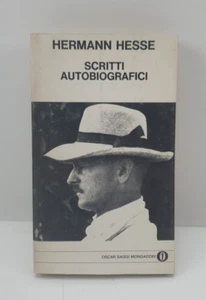 HERMANN HESSE
SCRITTI
AUTOBIOGRAFICI
OSCAR SAGGI MONDADORI